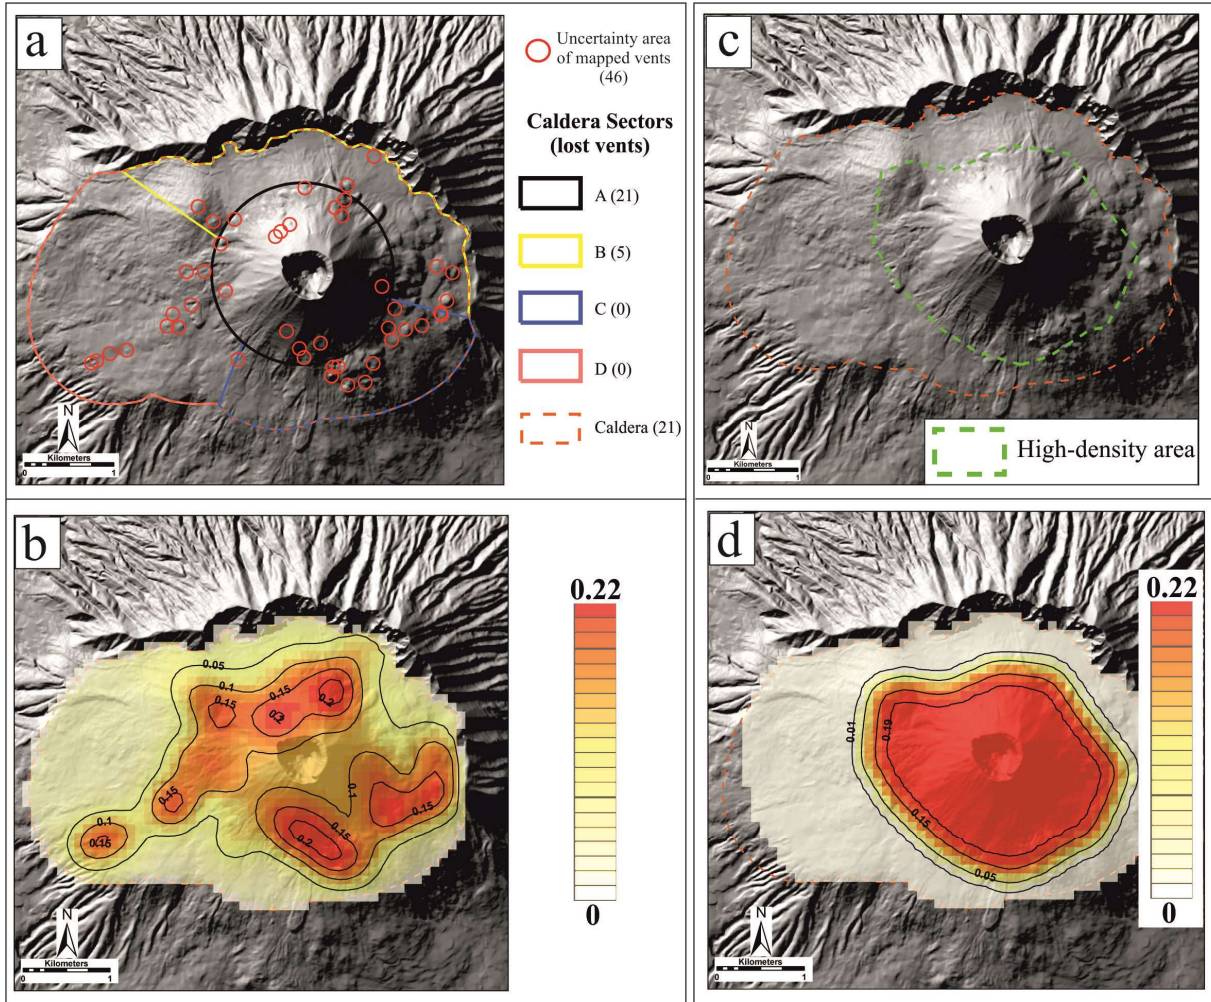 a
Uncertainty area
of mapped vents
(46)
Caldera Sectors
(lost vents)
A (21)
B (5)
C (0)
D (0)
Caldera (21)
N
Kilometers
0 1
c
N
Kilometers
0 1
High-density area
b
0.05
0.1
0.15
0.15
0.2
0.2
0.1
0.15
0.1
0.15
0.15
0.15
0.2
N
Kilometers
0 1
0.22
0
d
0.01
0.19
0.15
0.05
N
Kilometers
0 1
0.22
0